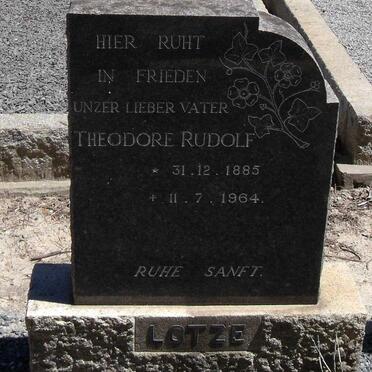 HIER RUHT
IN FRIEDEN
UNZER LIEBER VATER
THEODORE RUDOLF
* 31.12.1885
+ 11.7.1964.
RUHE SANFT.
LOTZE